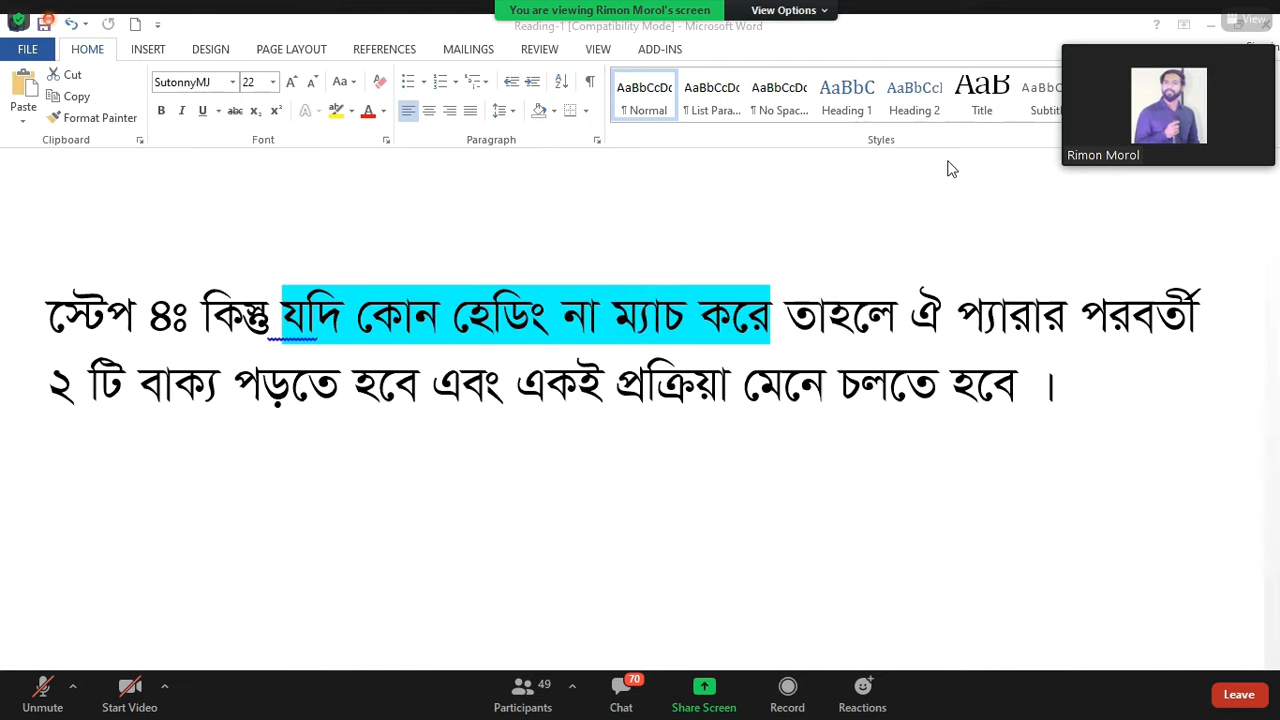 You are viewing Rimon Morol's screen View Options
Reading-1 [Compatibility Mode] - Microsoft Word
View
FILE HOME INSERT DESIGN PAGE LAYOUT REFERENCES MAILINGS REVIEW VIEW ADD-INS
Paste
Cut
Copy
Format Painter
Clipboard
SutonnyMJ 22
Font
Paragraph
AaBbCcDc AaBbCcDc AaBbCcDc AaBbC AaBbCcI AaB AaBbCcD
¶ Normal ¶ List Para... ¶ No Spac... Heading 1 Heading 2 Title Subtitl
Styles
Rimon Morol
স্টেপ ৪ঃ কিন্তু যদি কোন হেডিং না ম্যাচ করে তাহলে ঐ প্যারার পরবর্তী
২ টি বাক্য পড়তে হবে এবং একই প্রক্রিয়া মেনে চলতে হবে ।
Unmute Start Video Participants 49 Chat 70 Share Screen Record Reactions Leave